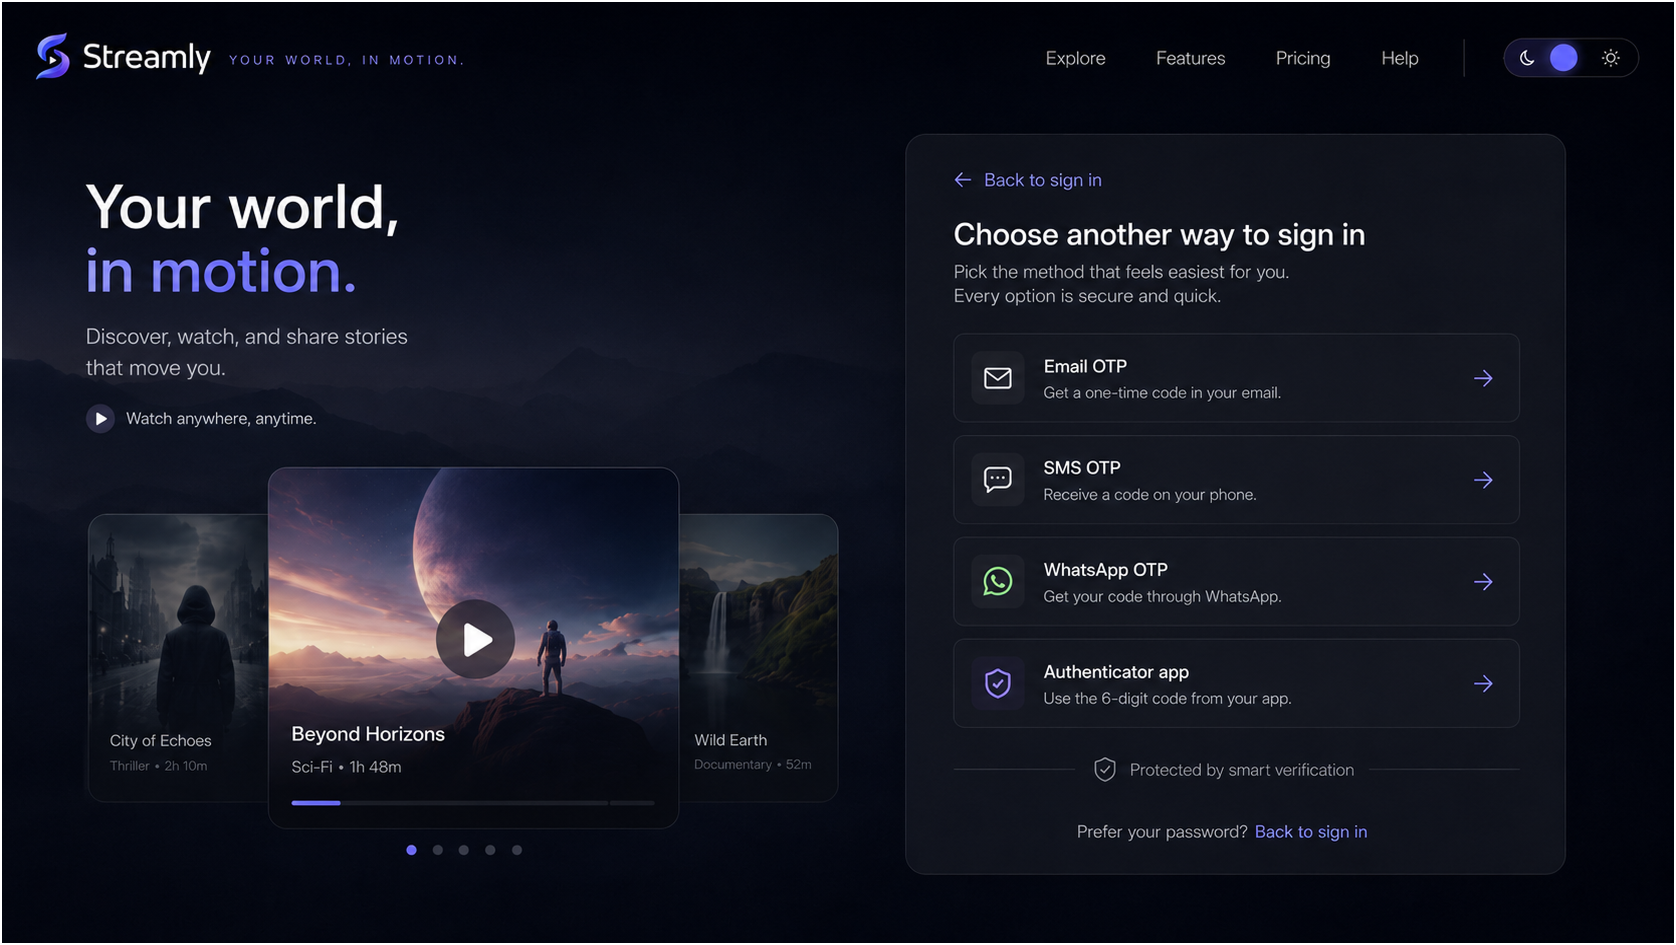 Streamly
YOUR WORLD, IN MOTION.
Explore
Features
Pricing
Help
Your world,
in motion.
Discover, watch, and share stories
that move you.
Watch anywhere, anytime.
City of Echoes
Thriller • 2h 10m
Beyond Horizons
Sci-Fi • 1h 48m
Wild Earth
Documentary • 52m
Back to sign in
Choose another way to sign in
Pick the method that feels easiest for you.
Every option is secure and quick.
Email OTP
Get a one-time code in your email.
SMS OTP
Receive a code on your phone.
WhatsApp OTP
Get your code through WhatsApp.
Authenticator app
Use the 6-digit code from your app.
Protected by smart verification
Prefer your password? Back to sign in